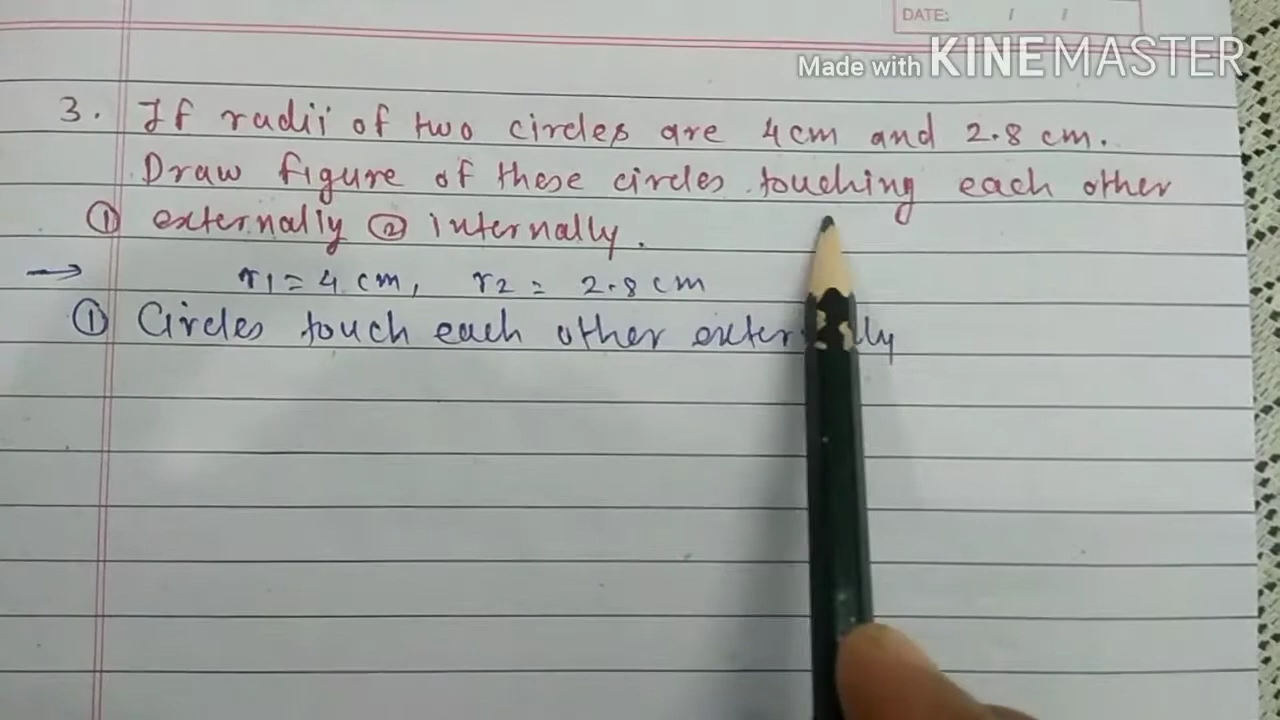 DATE: / /
Made with KINEMASTER
3. If radii of two circles are 4cm and 2.8 cm.
Draw figure of these circles touching each other
① externally ② internally.
→ r1 = 4 cm, r2 = 2.8 cm
① Circles touch each other externally